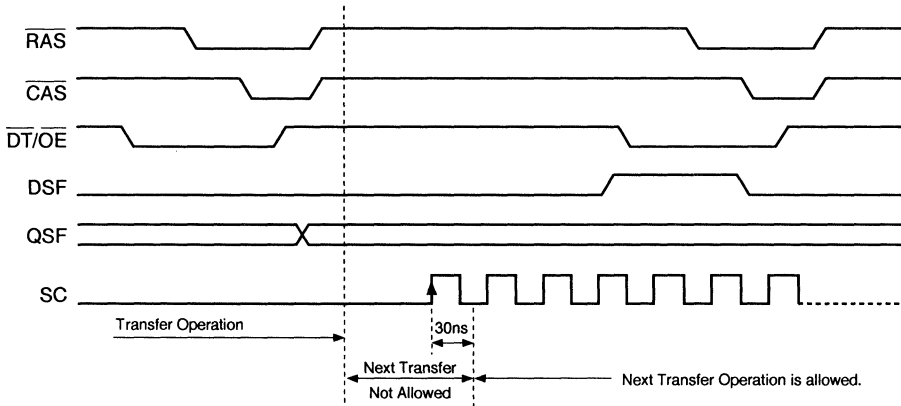 RAS
CAS
DT/OE
DSF
QSF
SC
Transfer Operation
30ns
Next Transfer
Not Allowed
Next Transfer Operation is allowed.